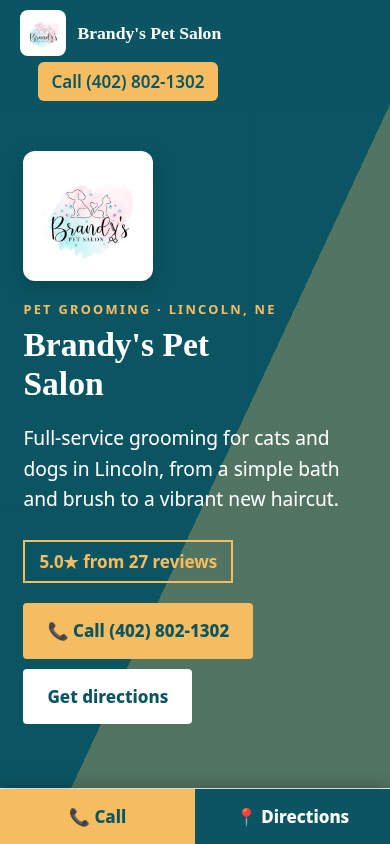 Brandy's
Brandy's Pet Salon
Call (402) 802-1302
Brandy's
PET SALON
PET GROOMING · LINCOLN, NE
Brandy's Pet
Salon
Full-service grooming for cats and
dogs in Lincoln, from a simple bath
and brush to a vibrant new haircut.
5.0★ from 27 reviews
📞 Call (402) 802-1302
Get directions
📞 Call
📍 Directions